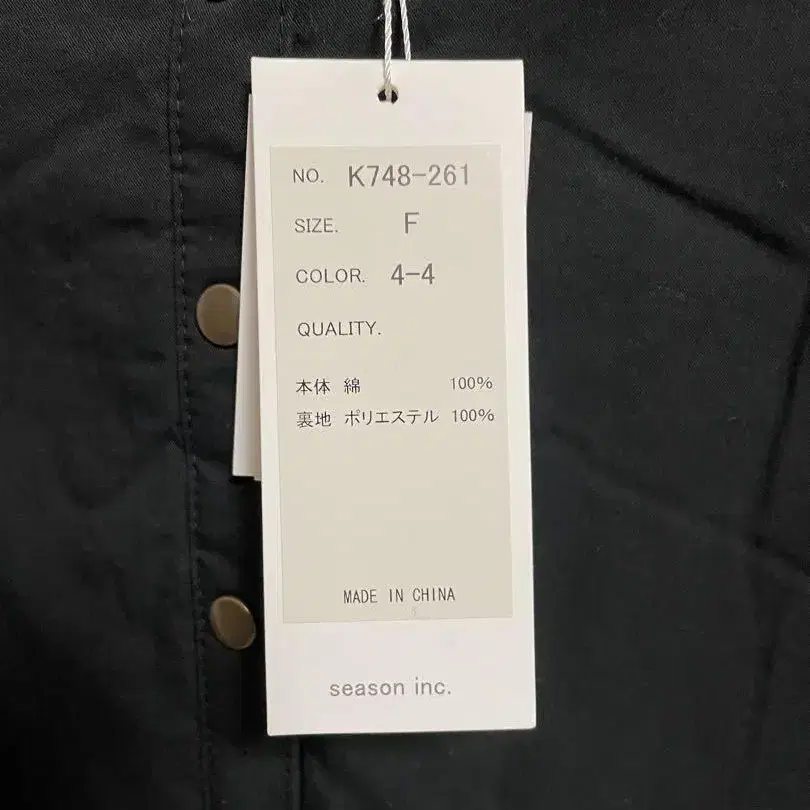 NO. K748-261
SIZE. F
COLOR. 4-4
QUALITY.
本体 綿 100%
裏地 ポリエステル 100%
MADE IN CHINA
season inc.